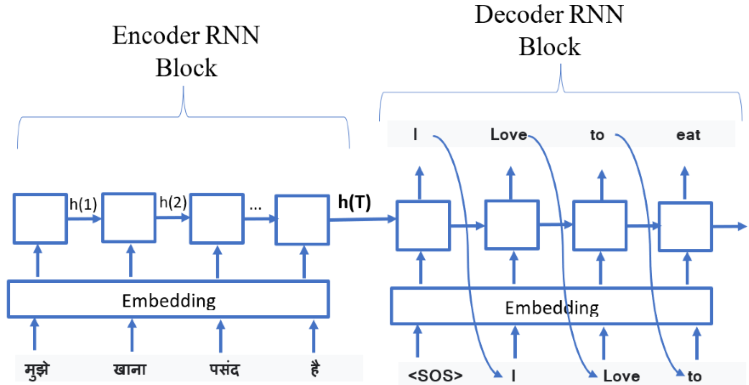 Encoder RNN
Block
Decoder RNN
Block
I Love to eat
h(1) h(2) ... h(T)
Embedding
Embedding
मुझे खाना पसंद है
<SOS> I Love to